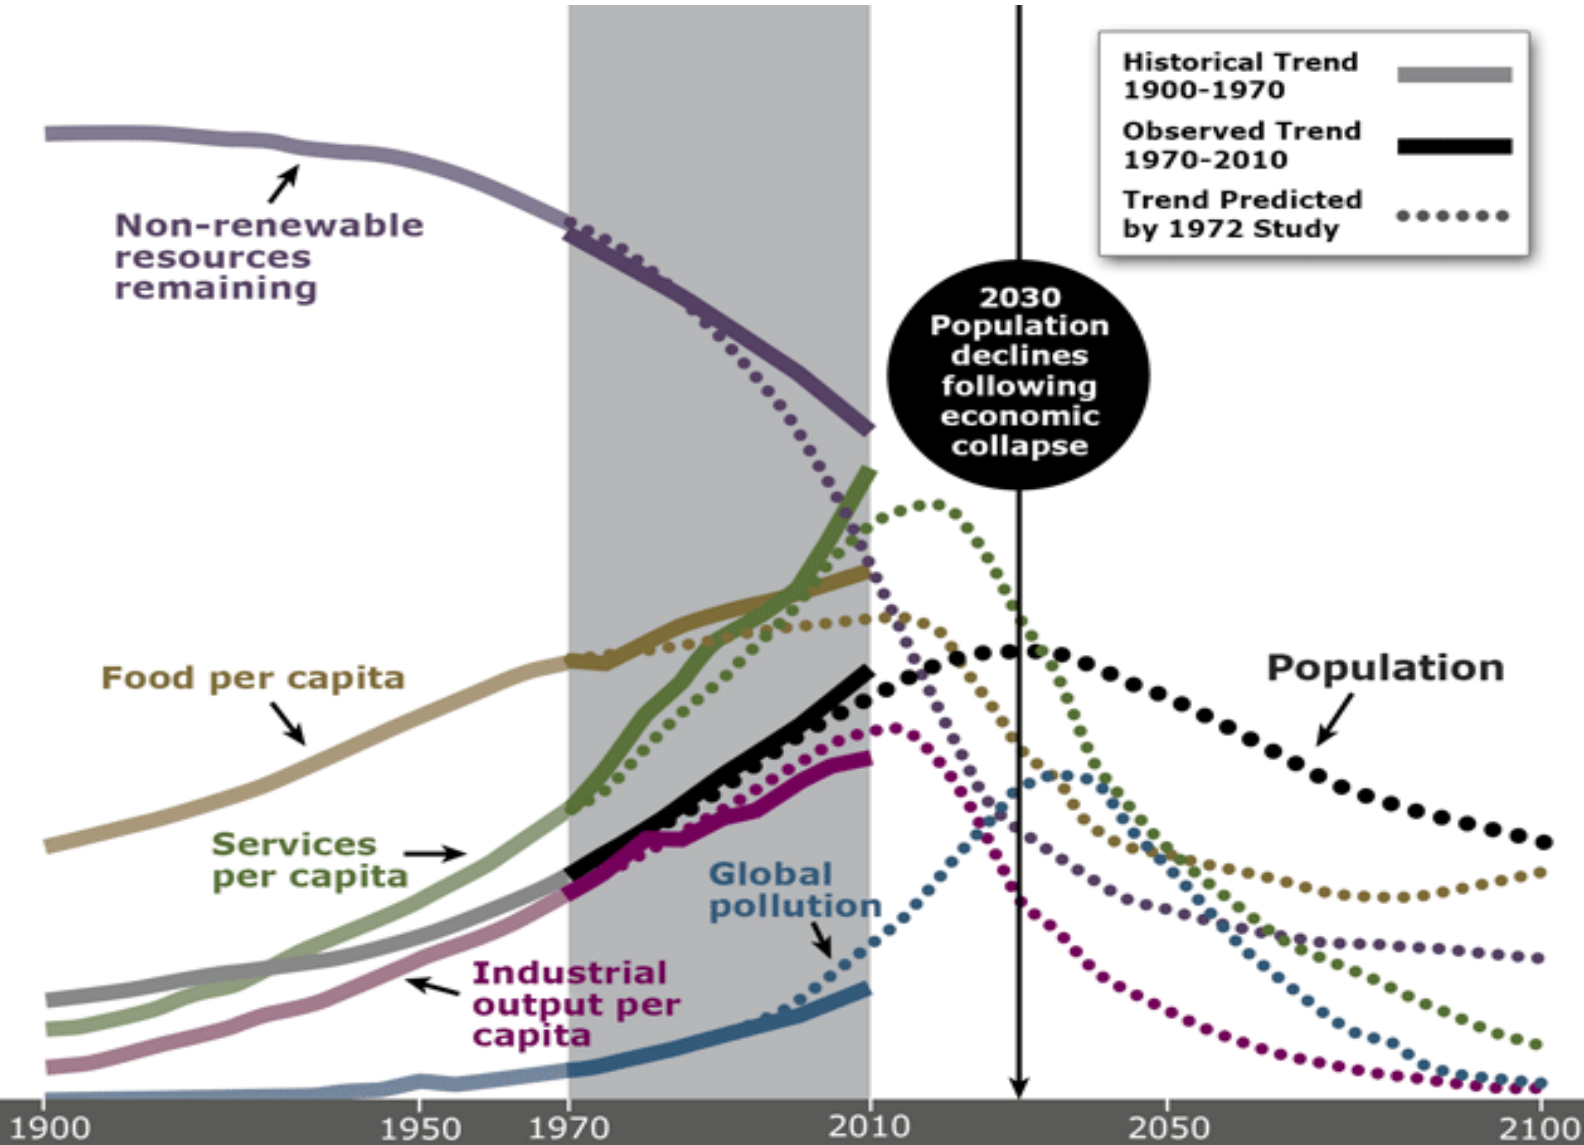 Historical Trend
1900-1970
Observed Trend
1970-2010
Trend Predicted
by 1972 Study
Non-renewable
resources
remaining
2030
Population
declines
following
economic
collapse
Food per capita
Population
Services
per capita
Global
pollution
Industrial
output per
capita
1900
1950
1970
2010
2050
2100